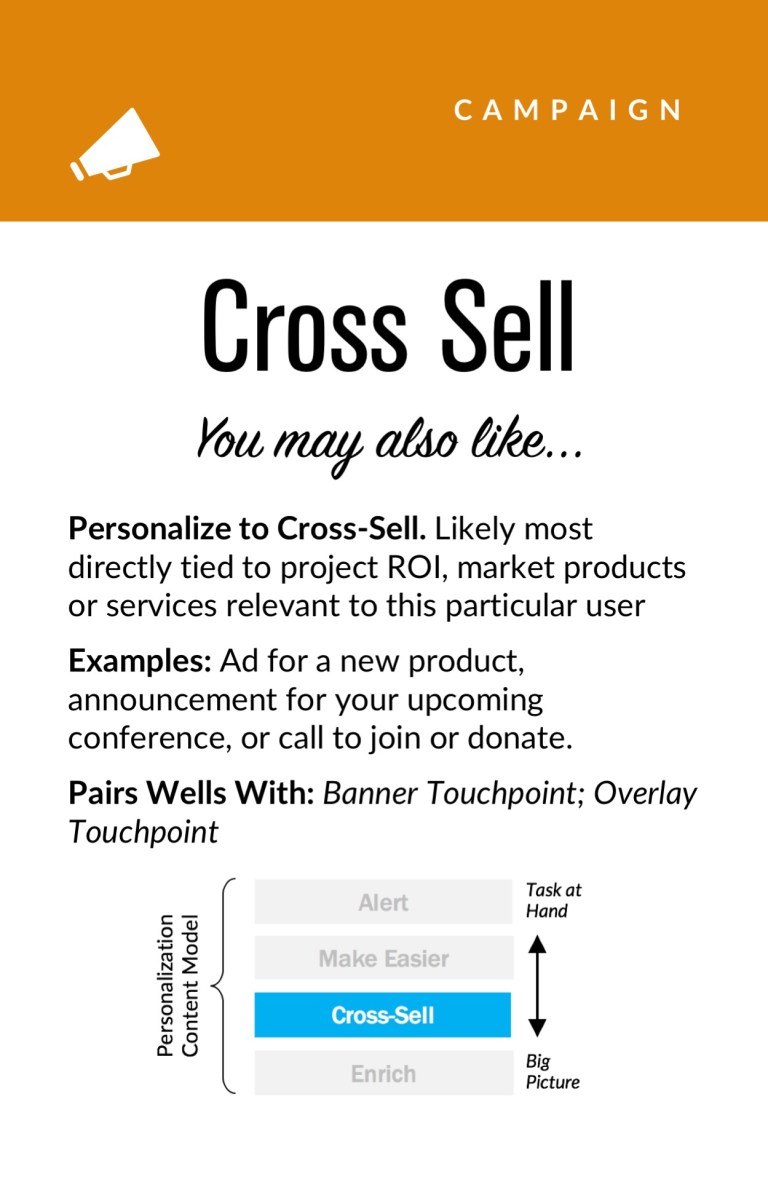 CAMPAIGN
Cross Sell
You may also like...
Personalize to Cross-Sell. Likely most
directly tied to project ROI, market products
or services relevant to this particular user
Examples: Ad for a new product,
announcement for your upcoming
conference, or call to join or donate.
Pairs Wells With: Banner Touchpoint; Overlay
Touchpoint
Personalization
Content Model
Alert
Make Easier
Cross-Sell
Enrich
Task at
Hand
Big
Picture